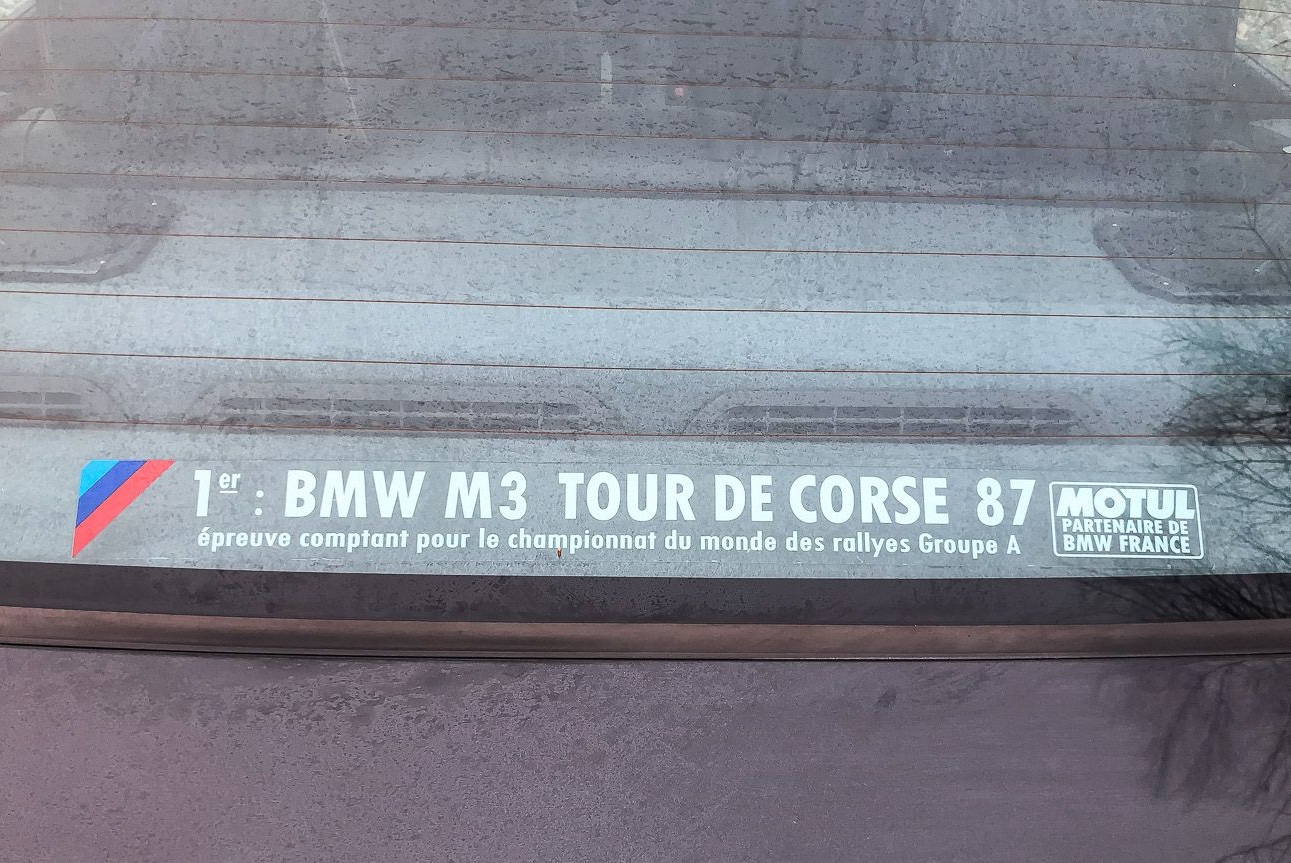 1er : BMW M3 TOUR DE CORSE 87
épreuve comptant pour le championnat du monde des rallyes Groupe A
MOTUL
PARTENAIRE DE
BMW FRANCE